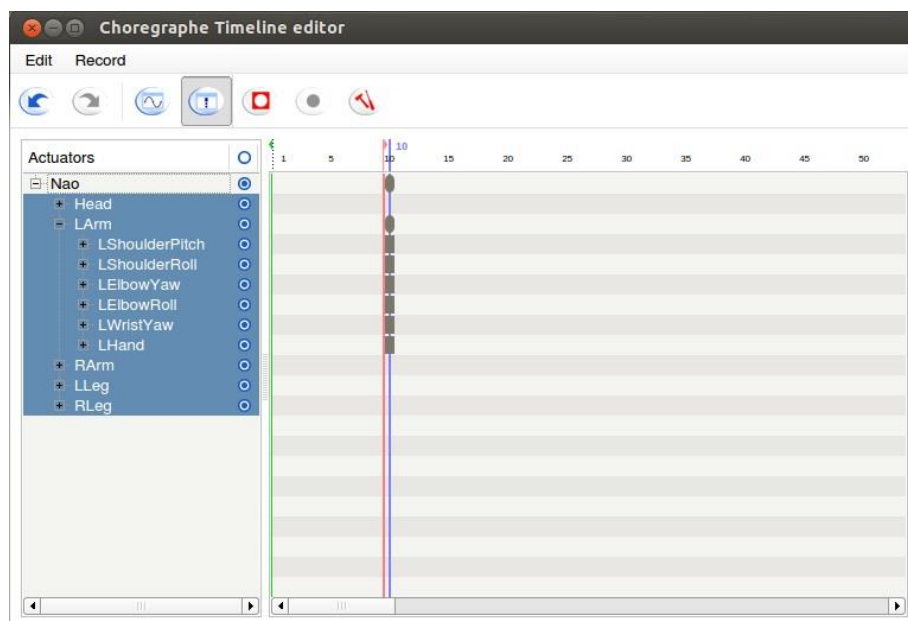 Choregraphe Timeline editor
Edit Record
10
Actuators 1 5 10 15 20 25 30 35 40 45 50
Nao
Head
LArm
LShoulderPitch
LShoulderRoll
LElbowYaw
LElbowRoll
LWristYaw
LHand
RArm
LLeg
RLeg